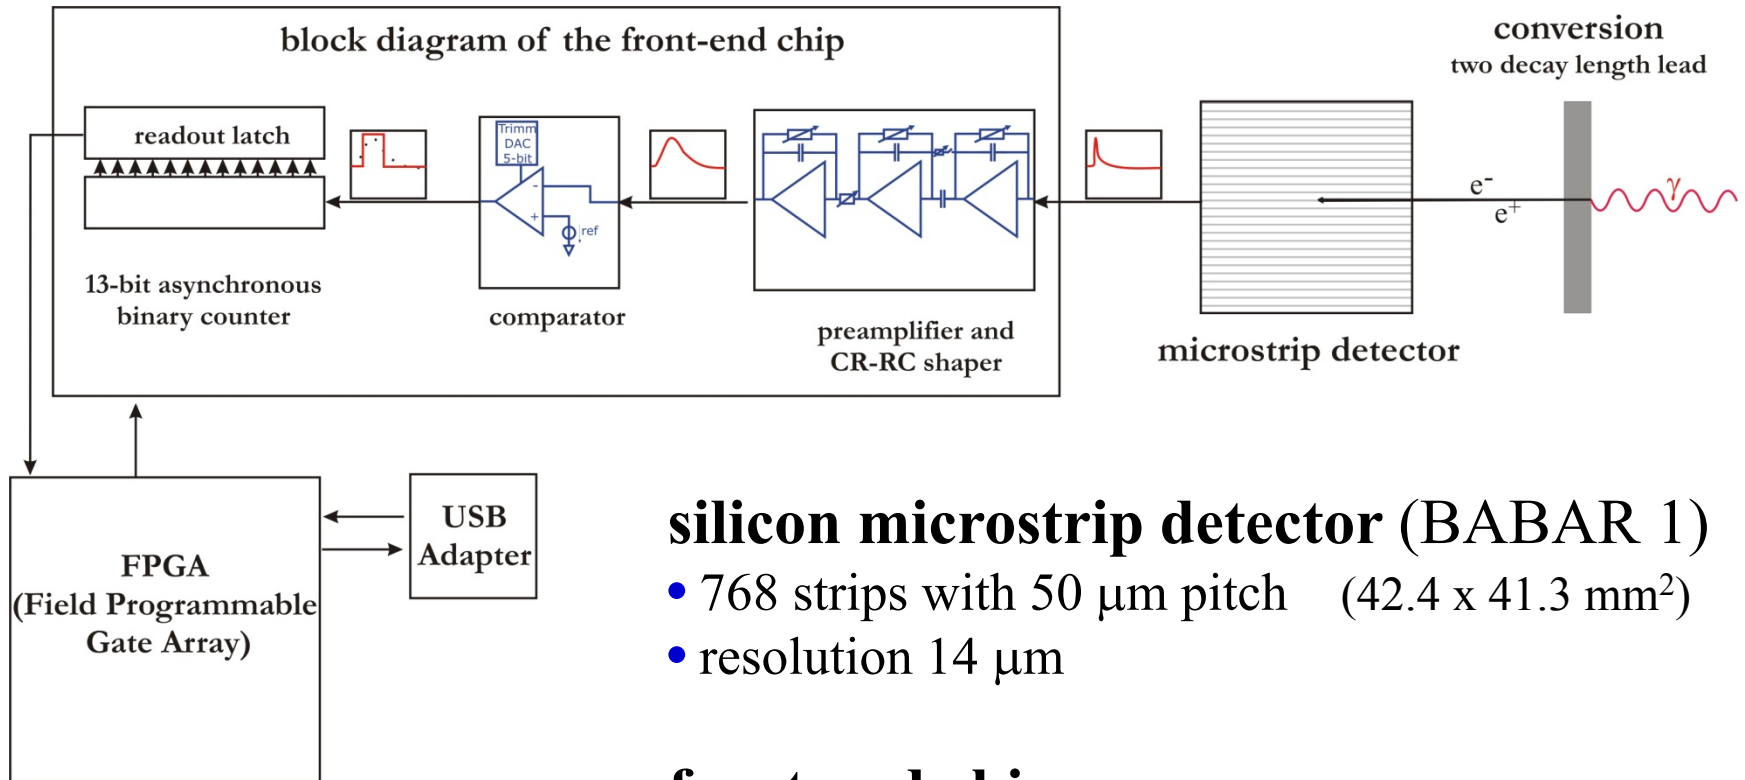 block diagram of the front-end chip
conversion
two decay length lead
readout latch
Trimm
DAC
5-bit
-
+
ref
e-
e+
γ
13-bit asynchronous
binary counter
comparator
preamplifier and
CR-RC shaper
microstrip detector
FPGA
(Field Programmable
Gate Array)
USB
Adapter
silicon microstrip detector (BABAR 1)
• 768 strips with 50 μm pitch (42.4 x 41.3 mm²)
• resolution 14 μm